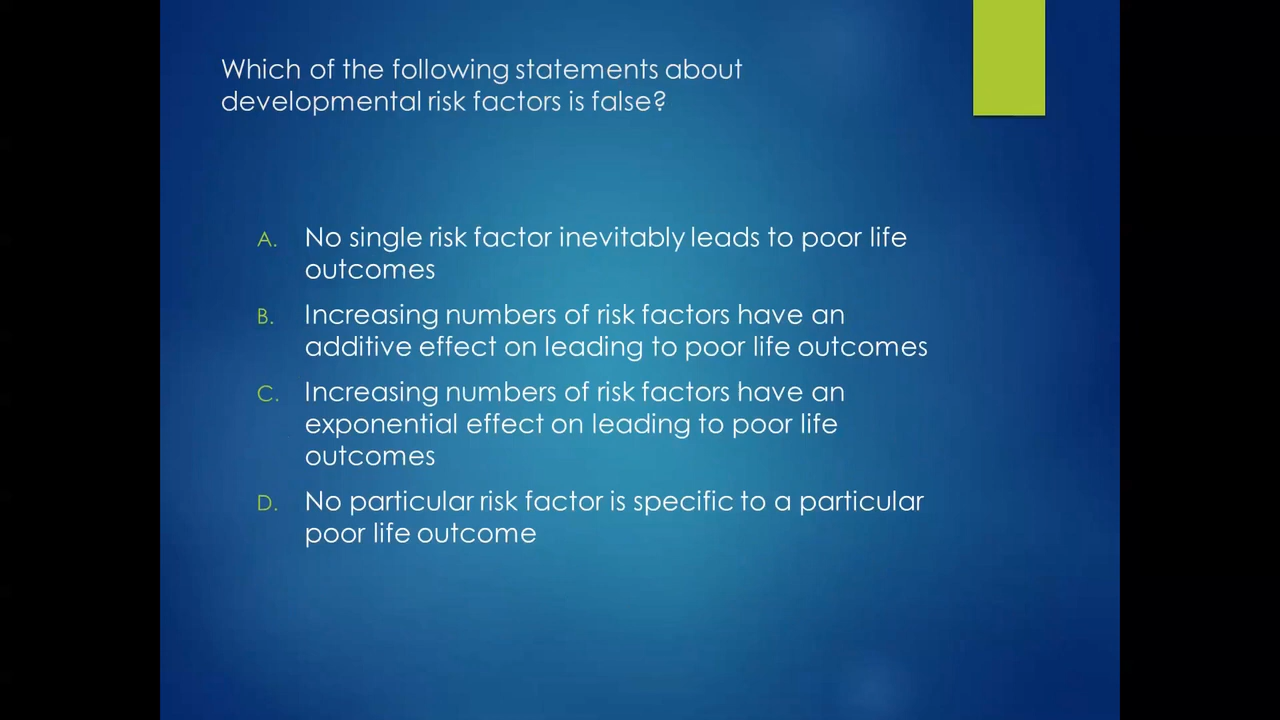 Which of the following statements about
developmental risk factors is false?
A. No single risk factor inevitably leads to poor life
outcomes
B. Increasing numbers of risk factors have an
additive effect on leading to poor life outcomes
C. Increasing numbers of risk factors have an
exponential effect on leading to poor life
outcomes
D. No particular risk factor is specific to a particular
poor life outcome